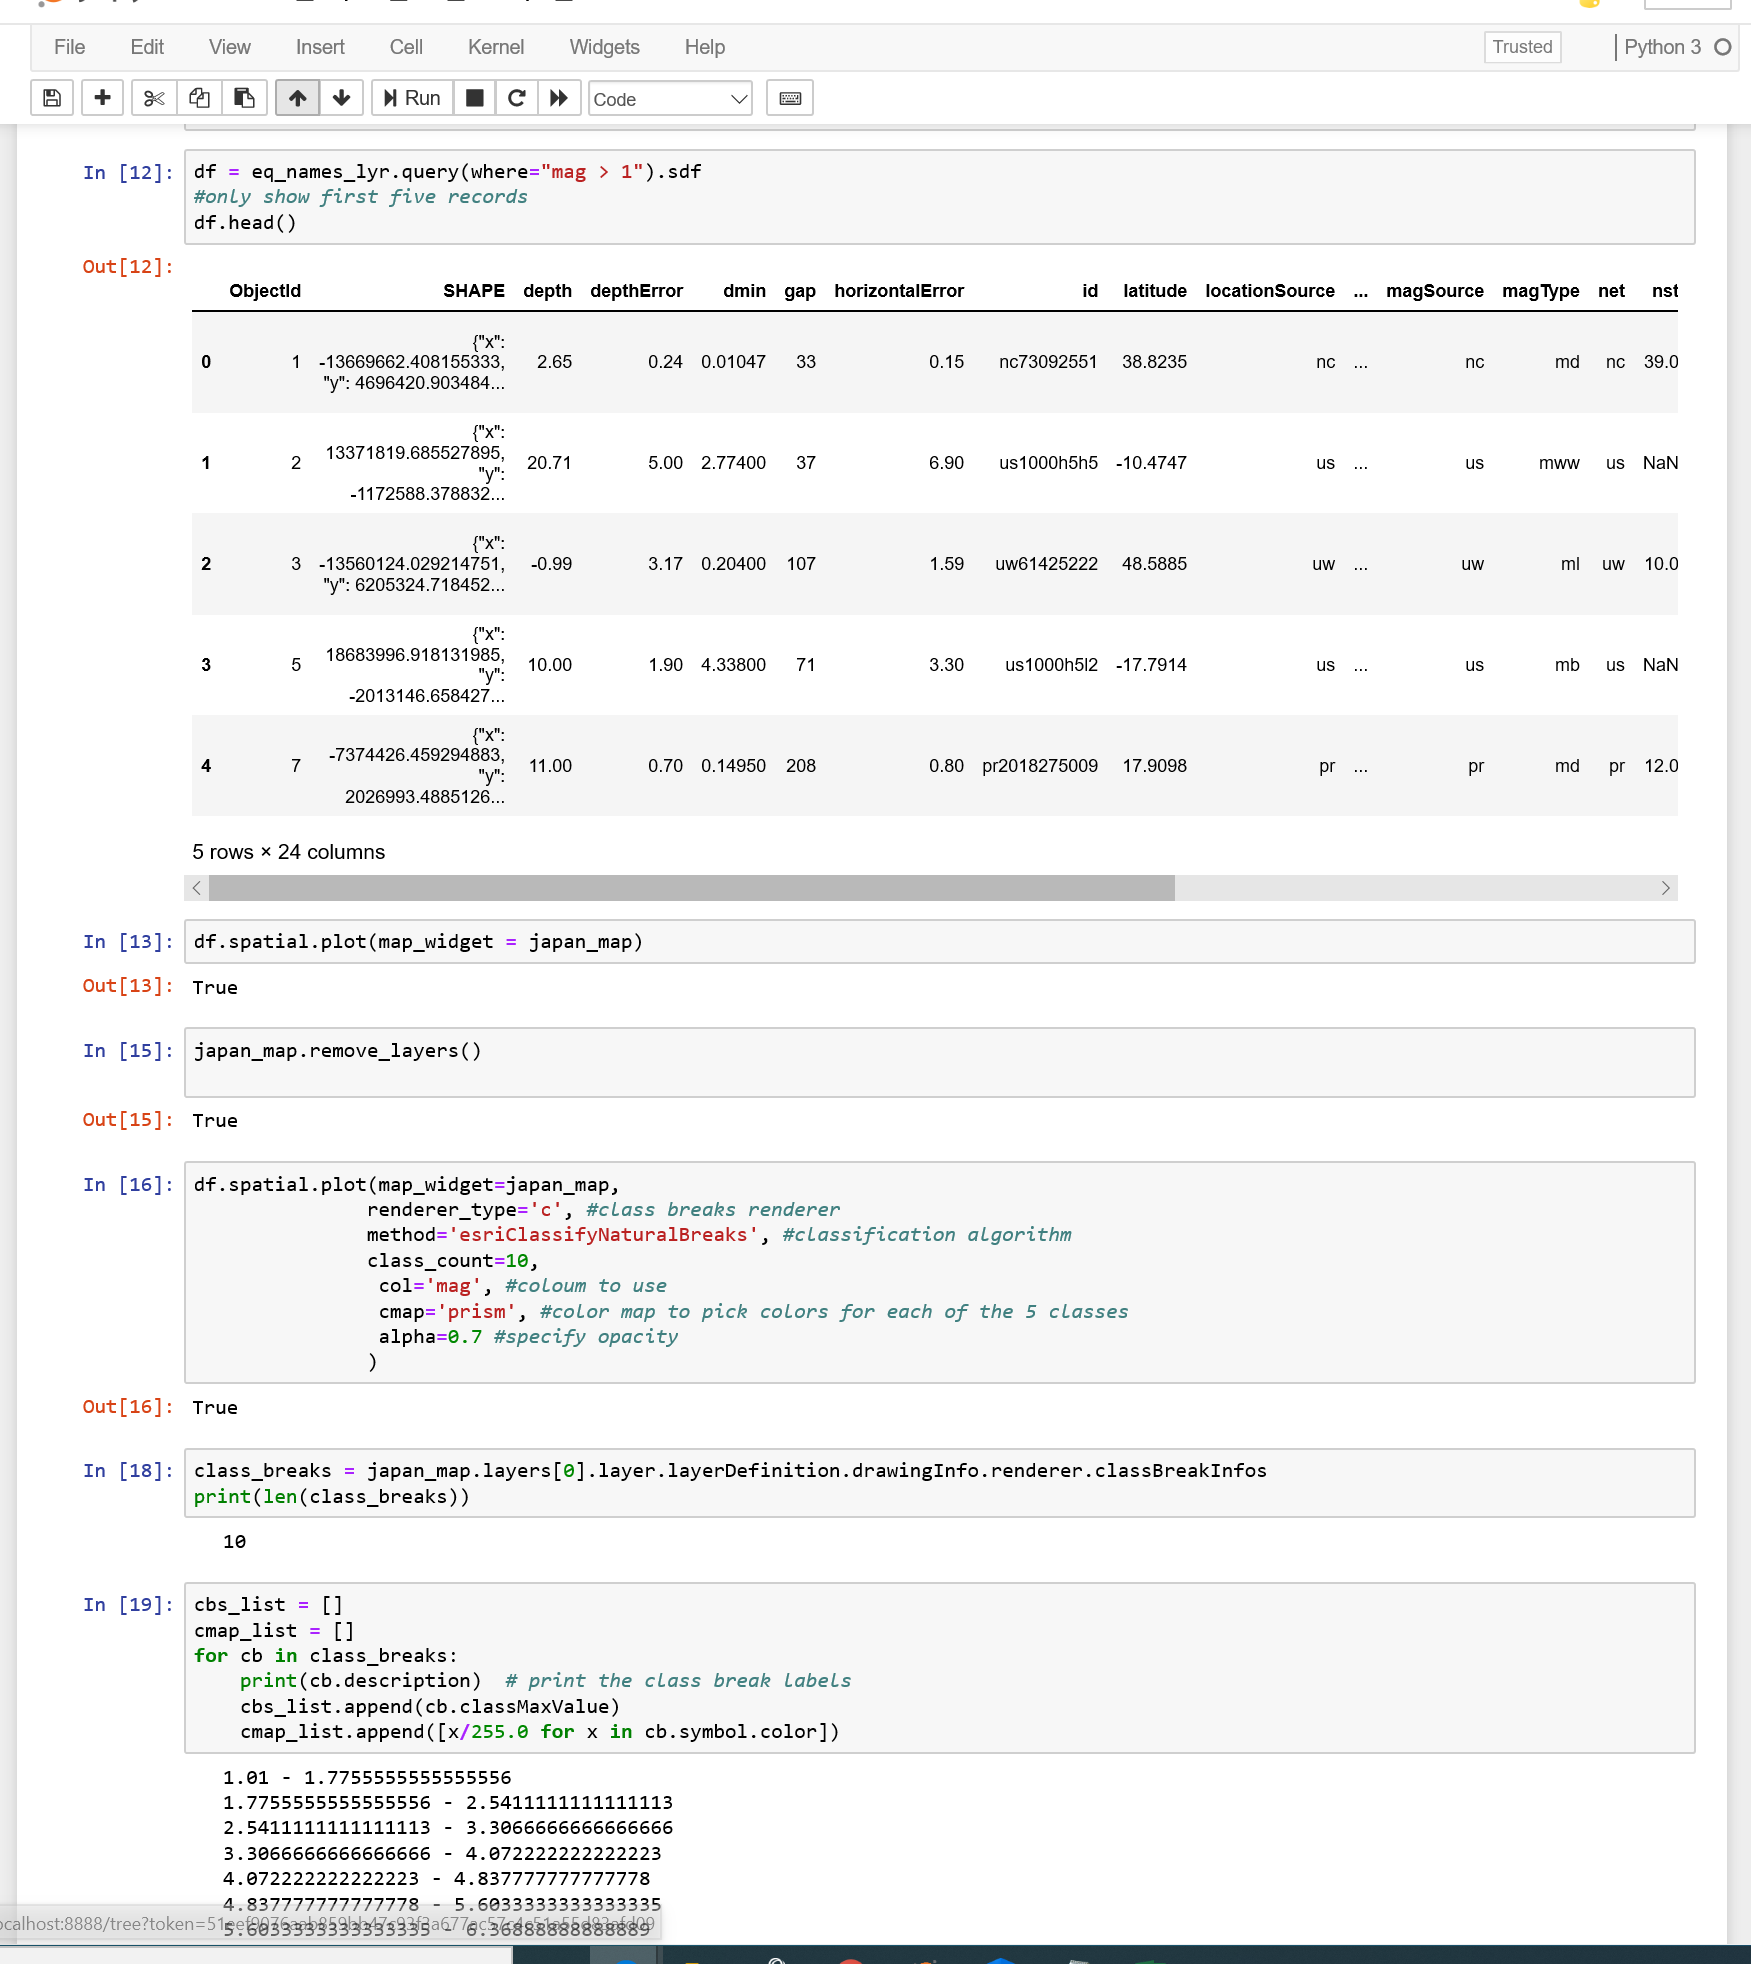 File Edit View Insert Cell Kernel Widgets Help Trusted Python 3
Run Code
In [12]: df = eq_names_lyr.query(where="mag > 1").sdf
#only show first five records
df.head()
Out[12]:
ObjectId SHAPE depth depthError dmin gap horizontalError id latitude locationSource ... magSource magType net nst
{"x":
0 1 -13669662.408155333, 2.65 0.24 0.01047 33 0.15 nc73092551 38.8235 nc ... nc md nc 39.0
"y": 4696420.903484...
{"x":
13371819.685527895,
1 2 "y": 20.71 5.00 2.77400 37 6.90 us1000h5h5 -10.4747 us ... us mww us NaN
-1172588.378832...
{"x":
2 3 -13560124.029214751, -0.99 3.17 0.20400 107 1.59 uw61425222 48.5885 uw ... uw ml uw 10.0
"y": 6205324.718452...
{"x":
18683996.918131985,
3 5 "y": 10.00 1.90 4.33800 71 3.30 us1000h5l2 -17.7914 us ... us mb us NaN
-2013146.658427...
{"x":
-7374426.459294883,
4 7 "y": 11.00 0.70 0.14950 208 0.80 pr2018275009 17.9098 pr ... pr md pr 12.0
2026993.4885126...
5 rows × 24 columns
In [13]: df.spatial.plot(map_widget = japan_map)
Out[13]: True
In [15]: japan_map.remove_layers()
Out[15]: True
In [16]: df.spatial.plot(map_widget=japan_map,
renderer_type='c', #class breaks renderer
method='esriClassifyNaturalBreaks', #classification algorithm
class_count=10,
col='mag', #coloum to use
cmap='prism', #color map to pick colors for each of the 5 classes
alpha=0.7 #specify opacity
)
Out[16]: True
In [18]: class_breaks = japan_map.layers[0].layer.layerDefinition.drawingInfo.renderer.classBreakInfos
print(len(class_breaks))
10
In [19]: cbs_list = []
cmap_list = []
for cb in class_breaks:
print(cb.description) # print the class break labels
cbs_list.append(cb.classMaxValue)
cmap_list.append([x/255.0 for x in cb.symbol.color])
1.01 - 1.7755555555555556
1.7755555555555556 - 2.5411111111111113
2.5411111111111113 - 3.3066666666666666
3.3066666666666666 - 4.072222222222223
4.072222222222223 - 4.837777777777778
4.837777777777778 - 5.6033333333333335
5.6033333333333335 - 6.36888888888889